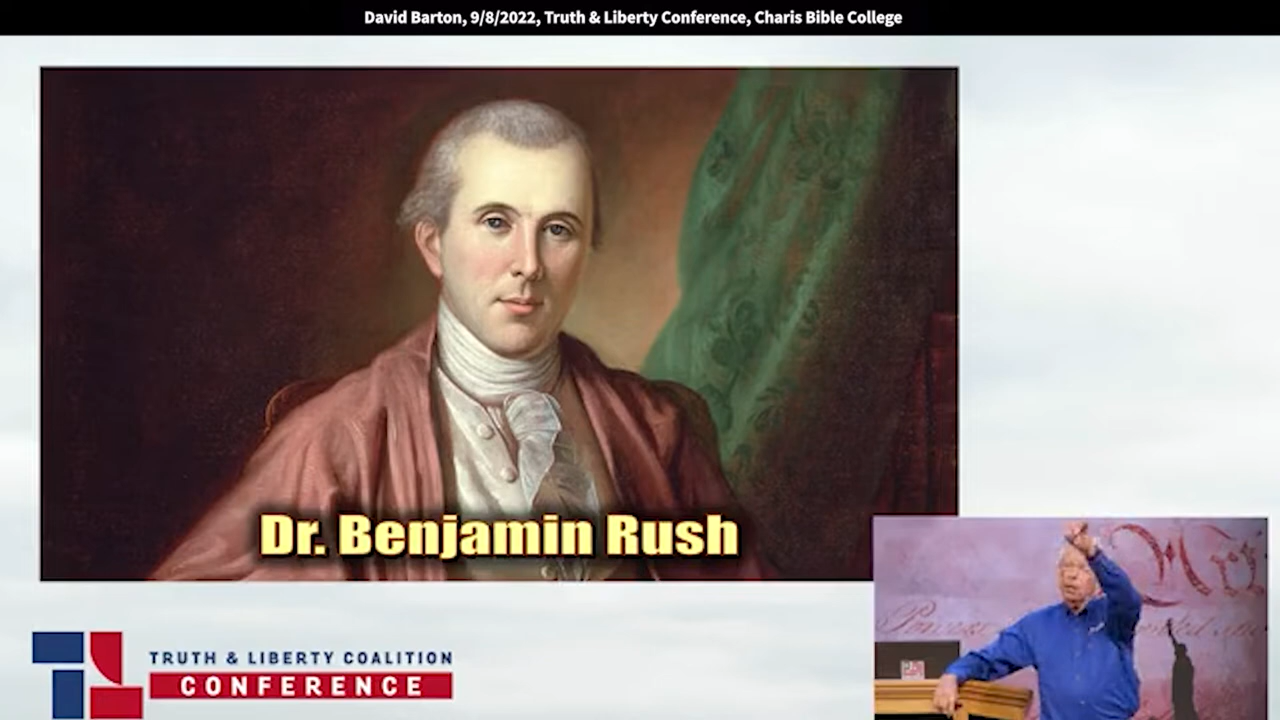 David Barton, 9/8/2022, Truth & Liberty Conference, Charis Bible College
Dr. Benjamin Rush
TRUTH & LIBERTY COALITION
CONFERENCE